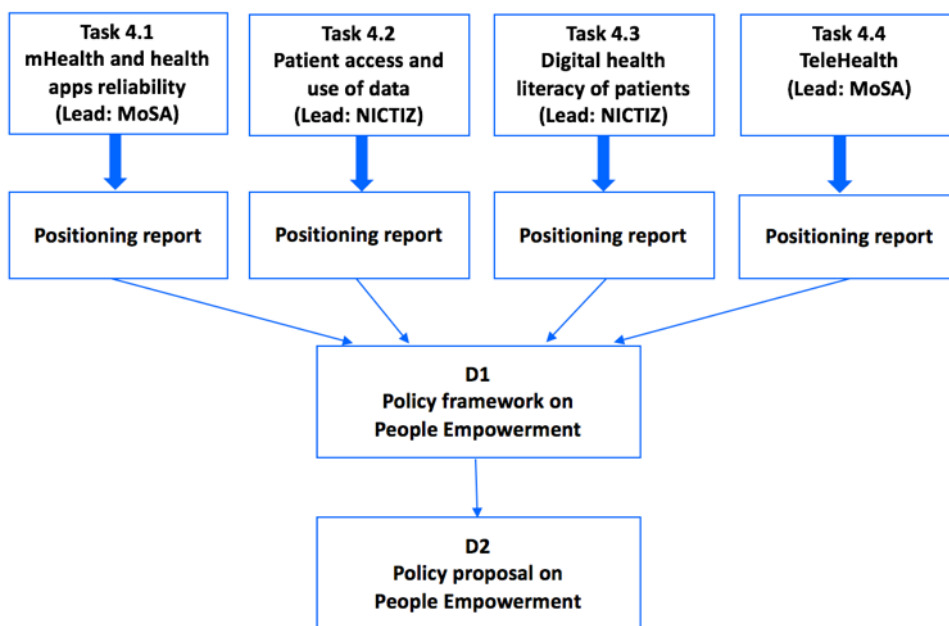 Task 4.1
mHealth and health
apps reliability
(Lead: MoSA)
Task 4.2
Patient access and
use of data
(Lead: NICTIZ)
Task 4.3
Digital health
literacy of patients
(Lead: NICTIZ)
Task 4.4
TeleHealth
(Lead: MoSA)
Positioning report
Positioning report
Positioning report
Positioning report
D1
Policy framework on
People Empowerment
D2
Policy proposal on
People Empowerment